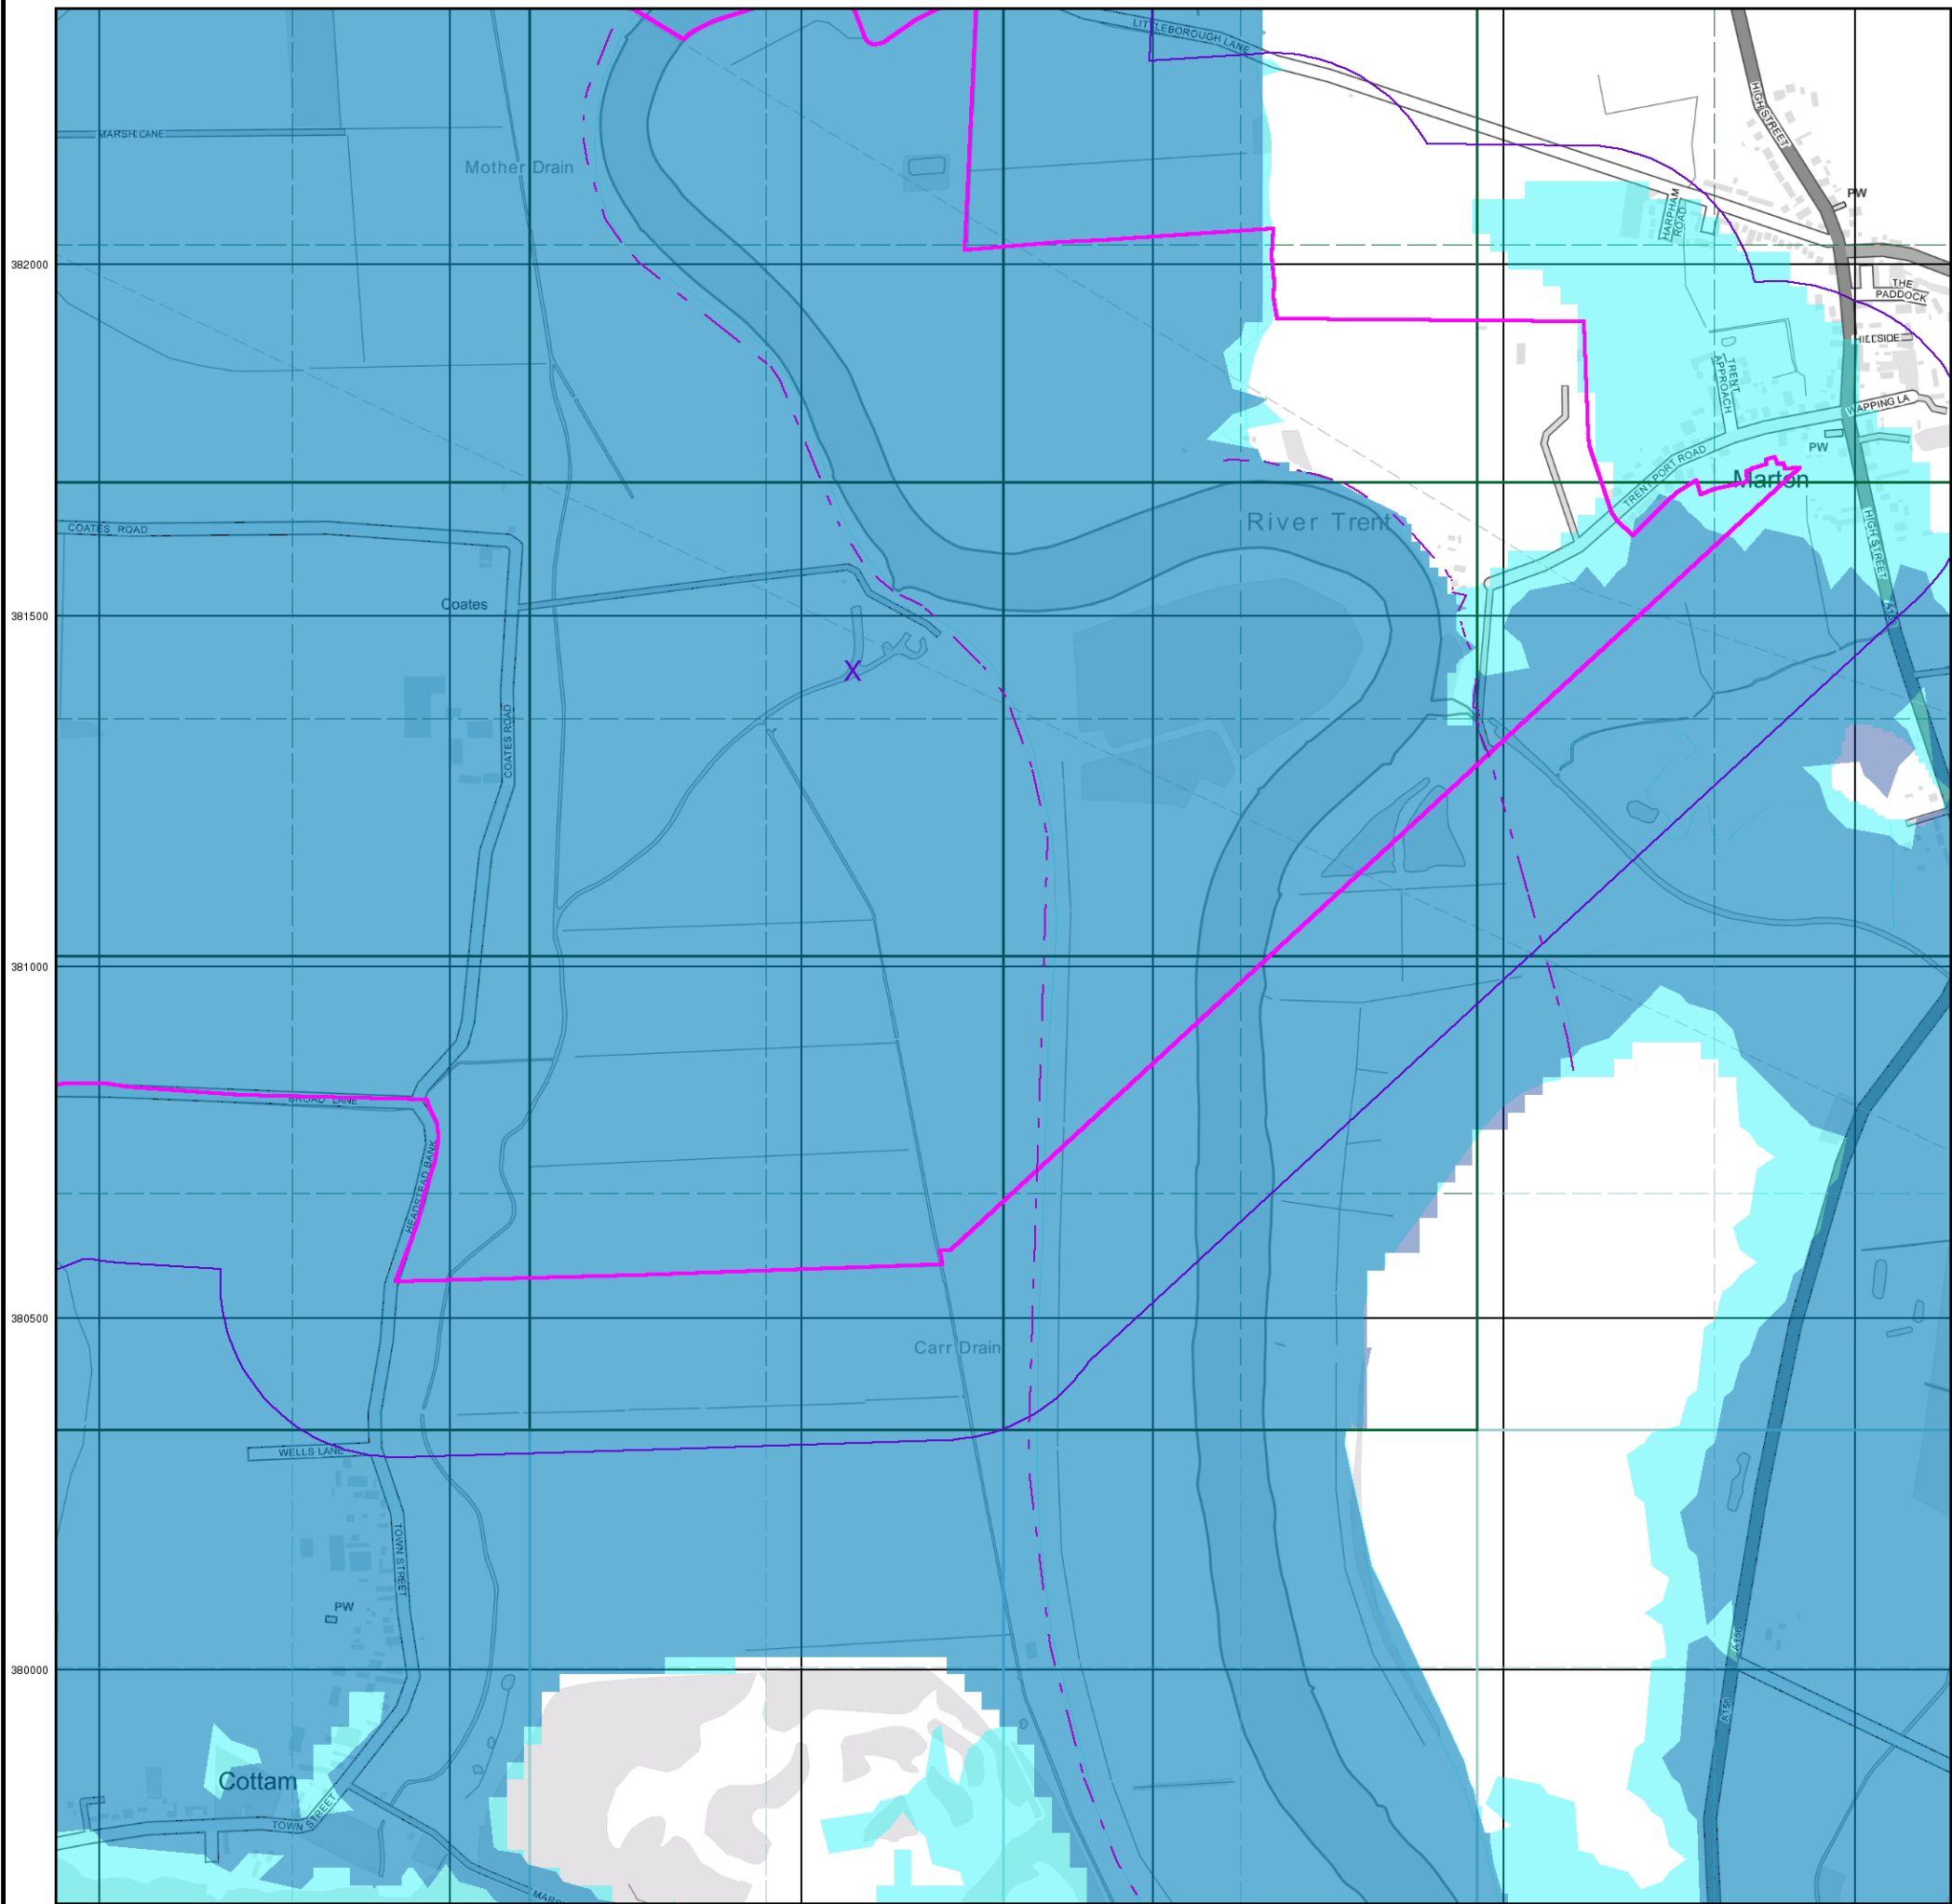 LITTLEBOROUGH LANE
HIGH STREET
MARSH LANE
Mother Drain
PW
HARPHAM
ROAD
382000
THE
PADDOCK
HILLSIDE
TRENT
APPROACH
WAPPING LA
PW
TRENT PORT ROAD
Marton
COATES ROAD
River Trent
HIGH STREET
Coates
381500
X
COATES ROAD
381000
BROAD LANE
HEADSTEAD BANK
380500
Carr Drain
WELLS LANE
TOWN STREET
PW
A156
380000
A156
Cottam
TOWN STREET